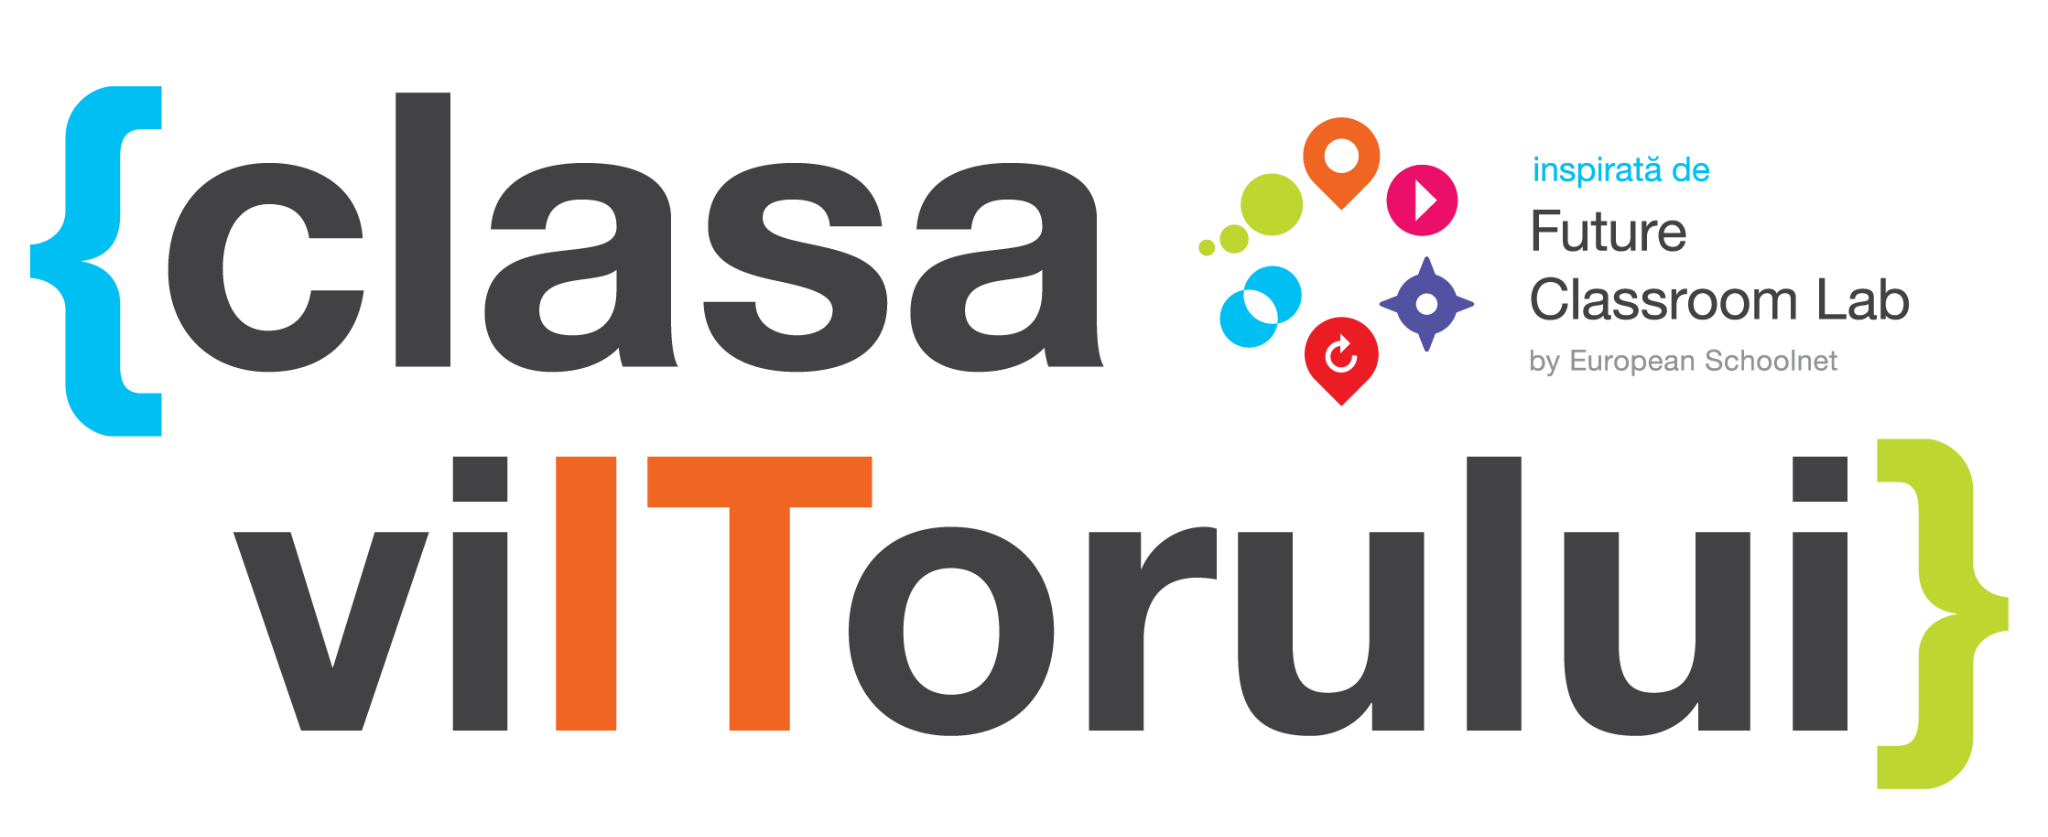 {clasa
inspirată de
Future
Classroom Lab
by European Schoolnet
viITorului}